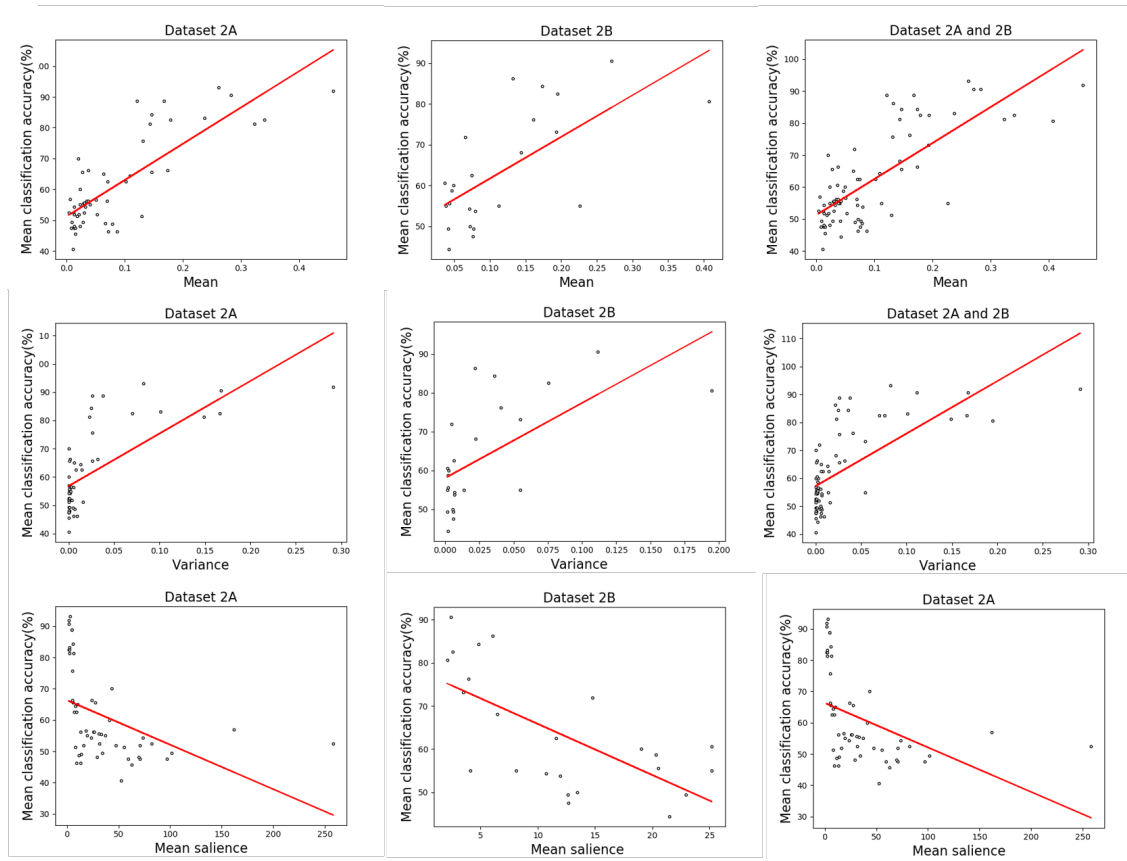 Dataset 2A
Mean classification accuracy(%)
100
90
80
70
60
50
40
0.0 0.1 0.2 0.3 0.4
Mean
Dataset 2B
Mean classification accuracy(%)
90
80
70
60
50
0.05 0.10 0.15 0.20 0.25 0.30 0.35 0.40
Mean
Dataset 2A and 2B
Mean classification accuracy(%)
100
90
80
70
60
50
40
0.0 0.1 0.2 0.3 0.4
Mean
Dataset 2A
Mean classification accuracy(%)
10
00
90
80
70
60
50
40
0.00 0.05 0.10 0.15 0.20 0.25 0.30
Variance
Dataset 2B
Mean classification accuracy(%)
90
80
70
60
50
0.000 0.025 0.050 0.075 0.100 0.125 0.150 0.175 0.200
Variance
Dataset 2A and 2B
Mean classification accuracy(%)
110
100
90
80
70
60
50
40
0.00 0.05 0.10 0.15 0.20 0.25 0.30
Variance
Dataset 2A
Mean classification accuracy(%)
90
80
70
60
50
40
30
0 50 100 150 200 250
Mean salience
Dataset 2B
Mean classification accuracy(%)
90
80
70
60
50
5 10 15 20 25
Mean salience
Dataset 2A
Mean classification accuracy(%)
90
80
70
60
50
40
30
0 50 100 150 200 250
Mean salience